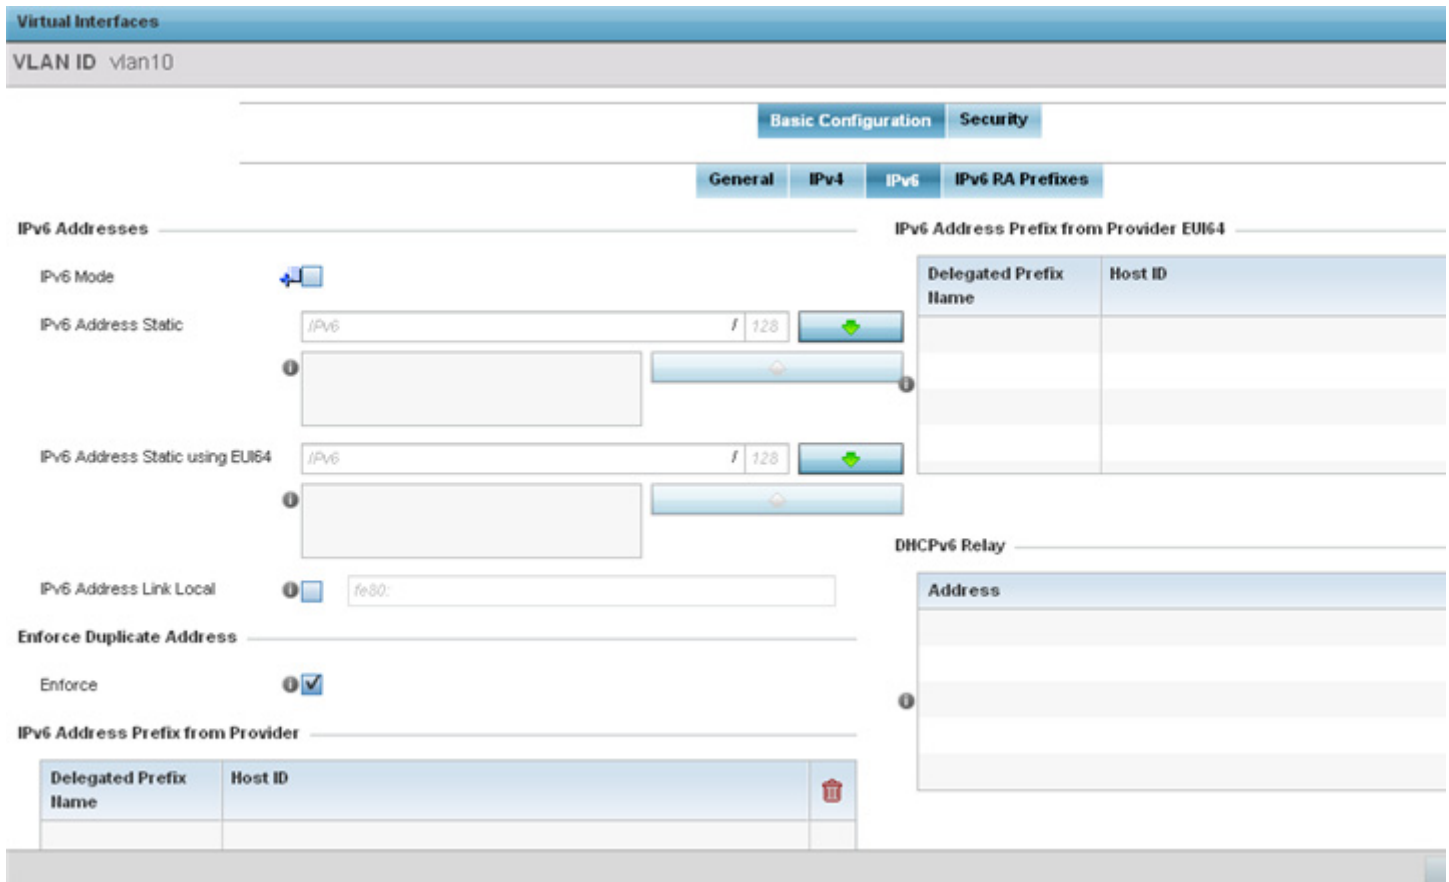 Virtual Interfaces
VLAN ID vlan10
Basic Configuration Security
General IPv4 IPv6 IPv6 RA Prefixes
IPv6 Addresses
IPv6 Mode
IPv6 Address Static
IPv6 / 128
IPv6 Address Static using EUI64
IPv6 / 128
IPv6 Address Link Local
fe80:
Enforce Duplicate Address
Enforce
IPv6 Address Prefix from Provider
Delegated Prefix Name
Host ID
IPv6 Address Prefix from Provider EUI64
Delegated Prefix Name
Host ID
DHCPv6 Relay
Address